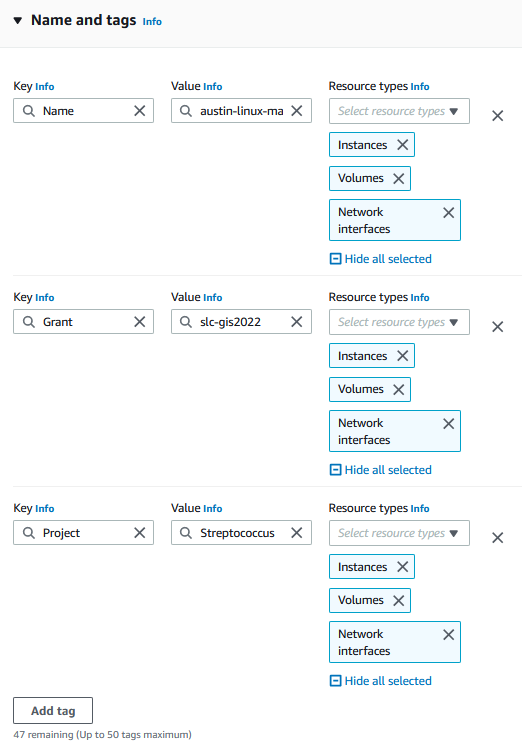 Name and tags Info
Key Info Value Info Resource types Info
Name austin-linux-ma Select resource types
Instances
Volumes
Network
interfaces
Hide all selected
Key Info Value Info Resource types Info
Grant slc-gis2022 Select resource types
Instances
Volumes
Network
interfaces
Hide all selected
Key Info Value Info Resource types Info
Project Streptococcus Select resource types
Instances
Volumes
Network
interfaces
Hide all selected
Add tag
47 remaining (Up to 50 tags maximum)